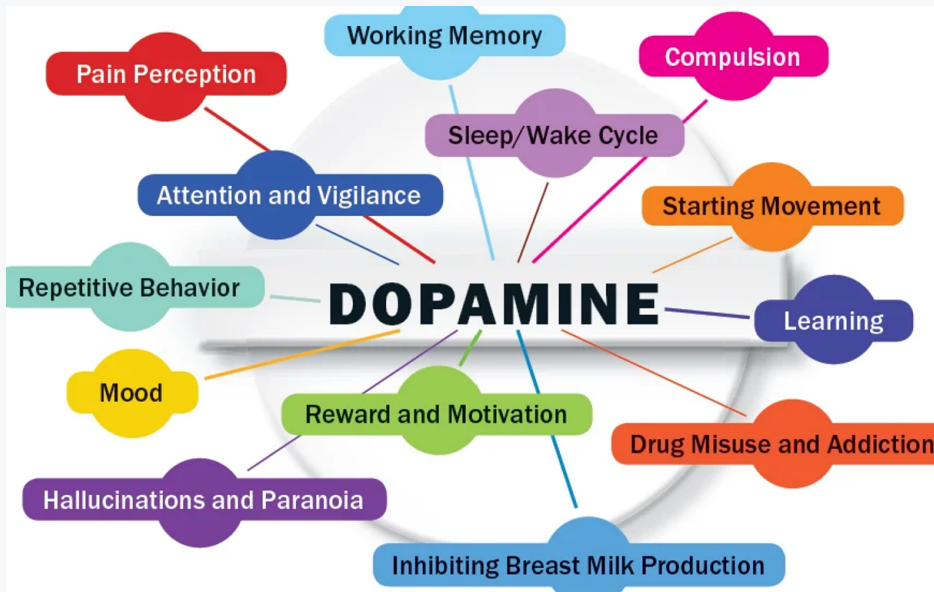 Working Memory
Compulsion
Pain Perception
Sleep/Wake Cycle
Attention and Vigilance
Starting Movement
Repetitive Behavior
DOPAMINE
Learning
Mood
Reward and Motivation
Drug Misuse and Addiction
Hallucinations and Paranoia
Inhibiting Breast Milk Production